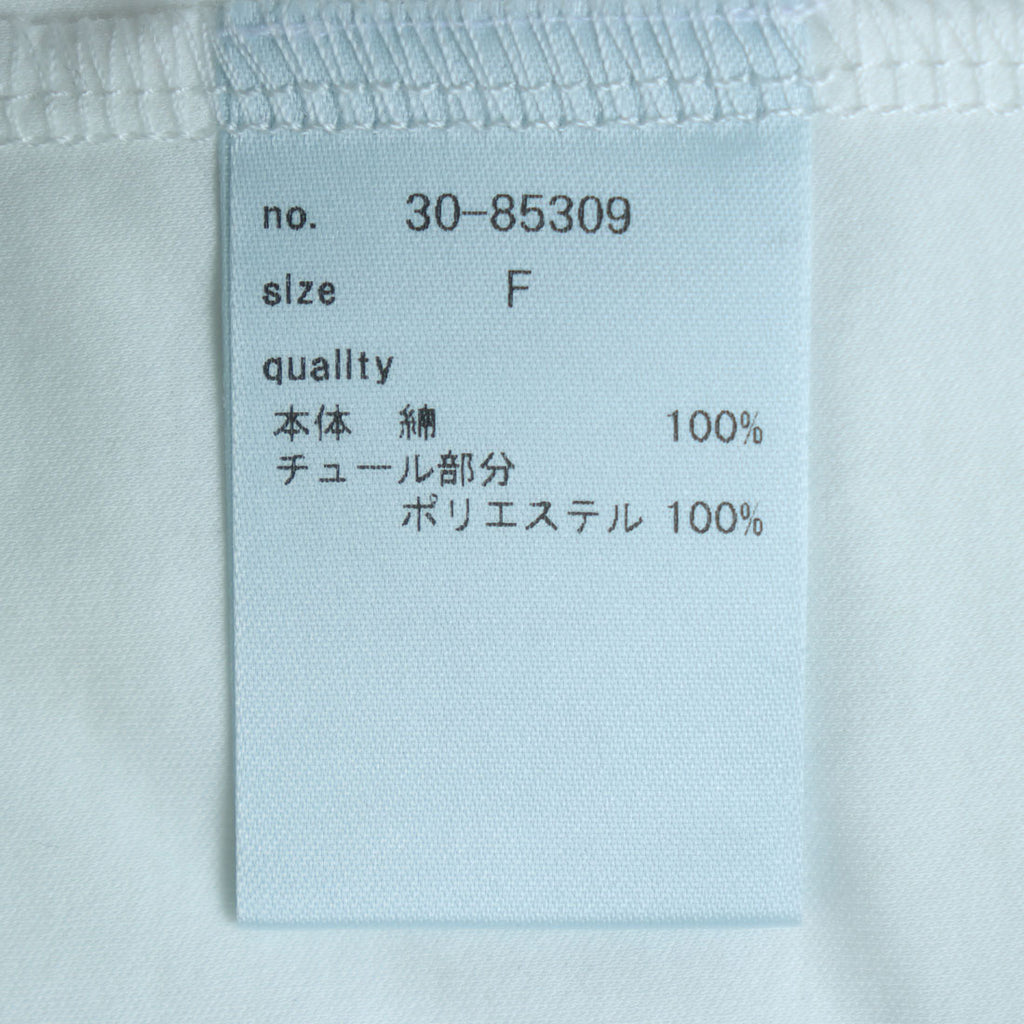 no. 30-85309
size F
quality
本体 綿 100%
チュール部分
ポリエステル 100%